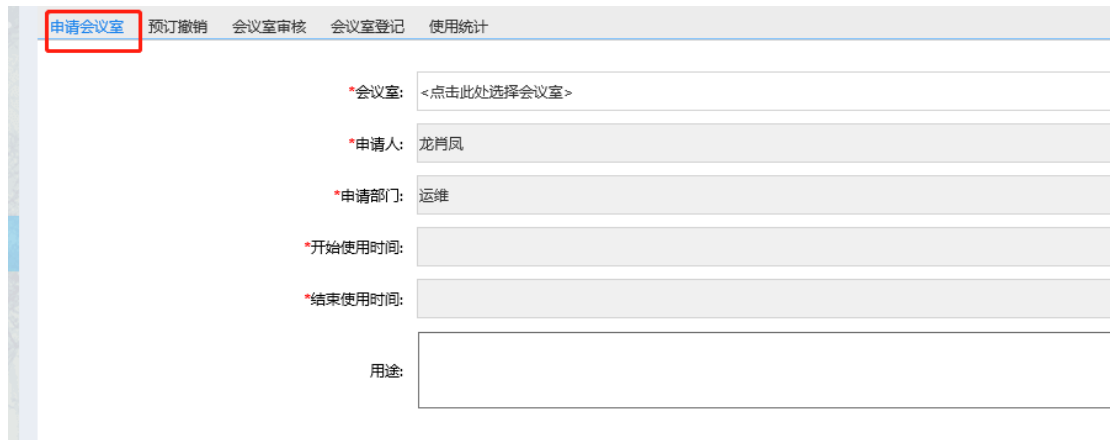 申请会议室 预订撤销 会议室审核 会议室登记 使用统计
*会议室: <点击此处选择会议室>
*申请人: 龙肖凤
*申请部门: 运维
*开始使用时间:
*结束使用时间:
用途: